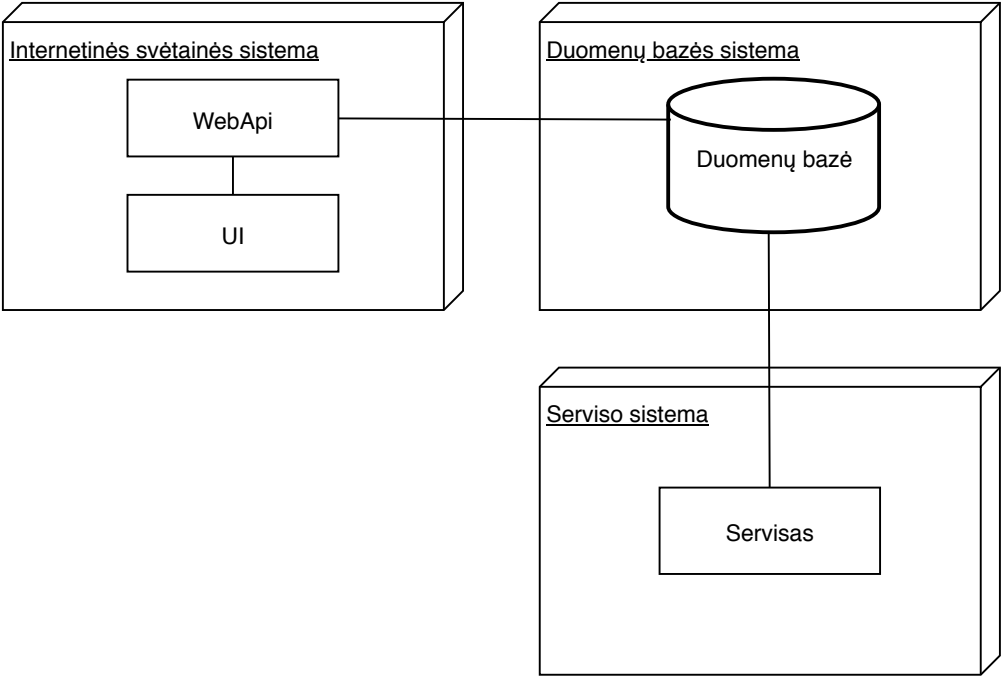 Internetinės svėtainės sistema
WebApi
UI
Duomenų bazės sistema
Duomenų bazė
Serviso sistema
Servisas